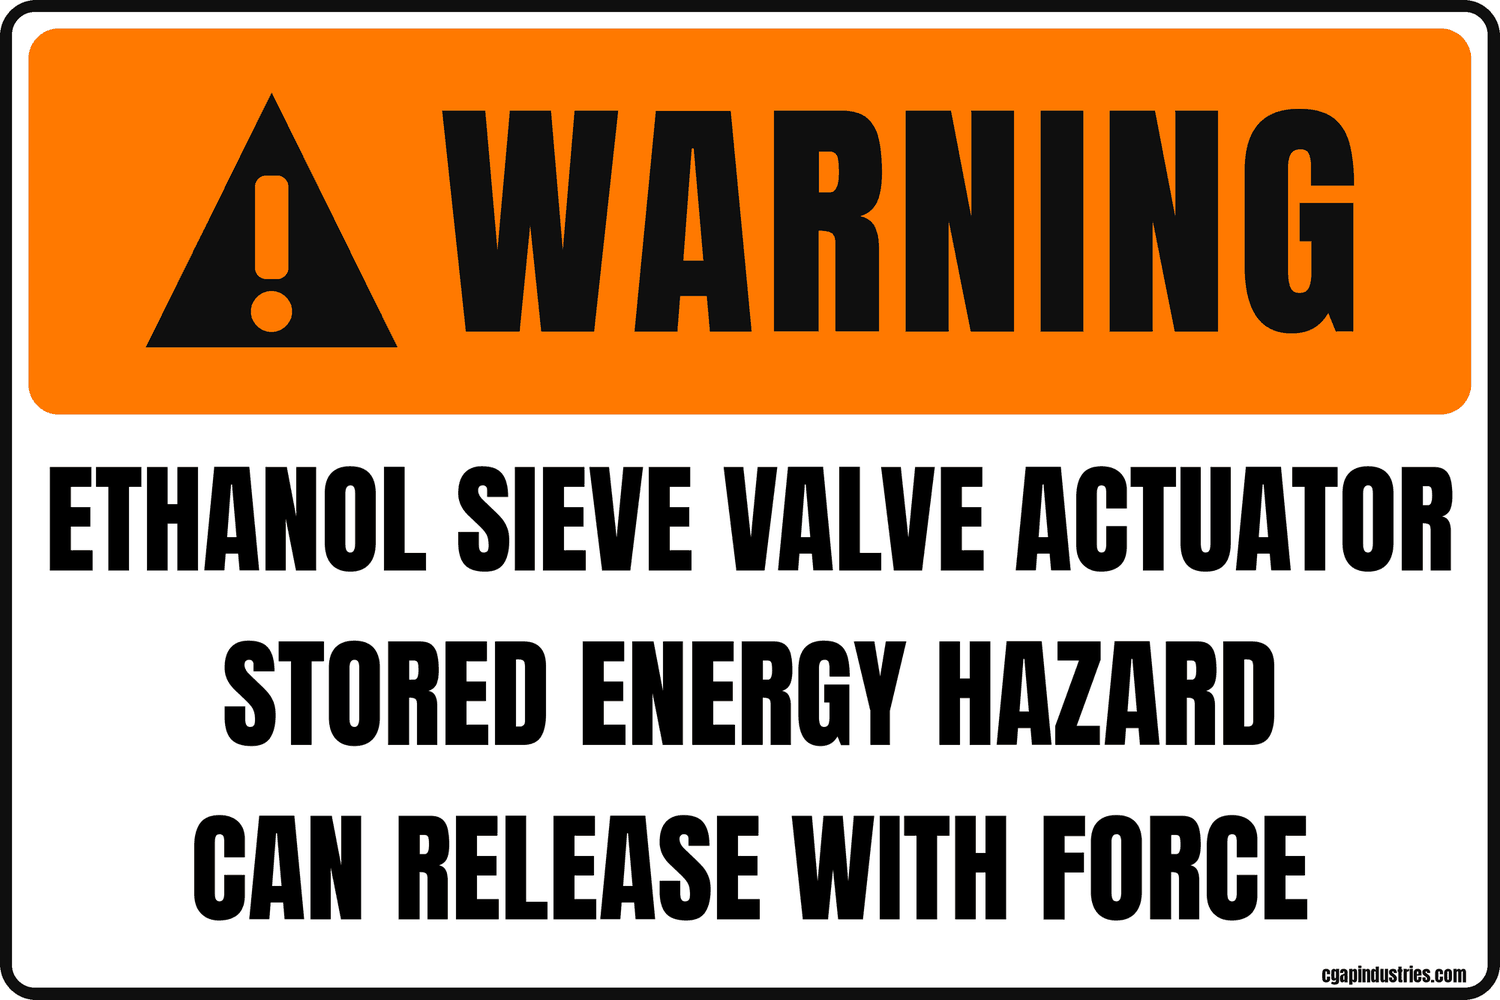 WARNING
ETHANOL SIEVE VALVE ACTUATOR
STORED ENERGY HAZARD
CAN RELEASE WITH FORCE
cgapindustries.com